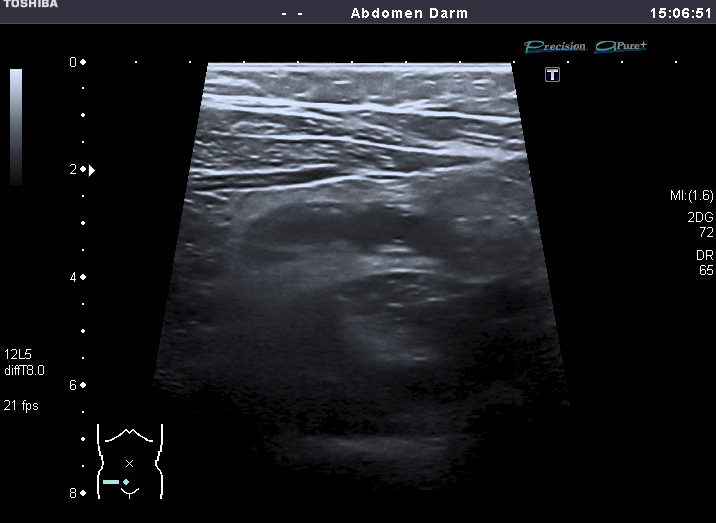 TOSHIBA
- - Abdomen Darm 15:06:51
Precision APure+
T
0
2
4
6
8
MI:(1.6)
2DG
72
DR
65
12L5
diffT8.0
21 fps